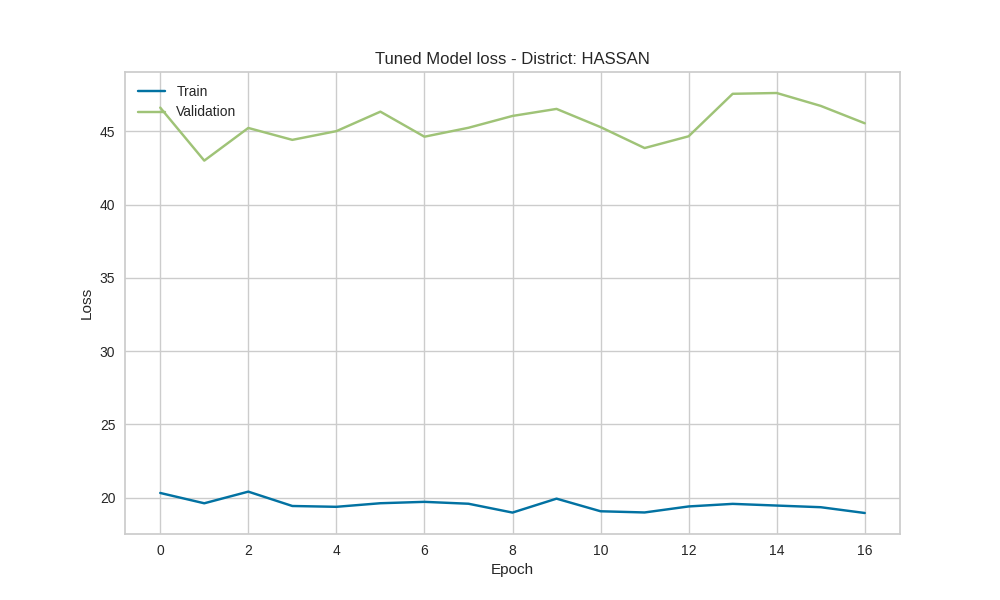 Tuned Model loss - District: HASSAN
Train
Validation
45
40
35
30
25
20
Loss
0 2 4 6 8 10 12 14 16
Epoch